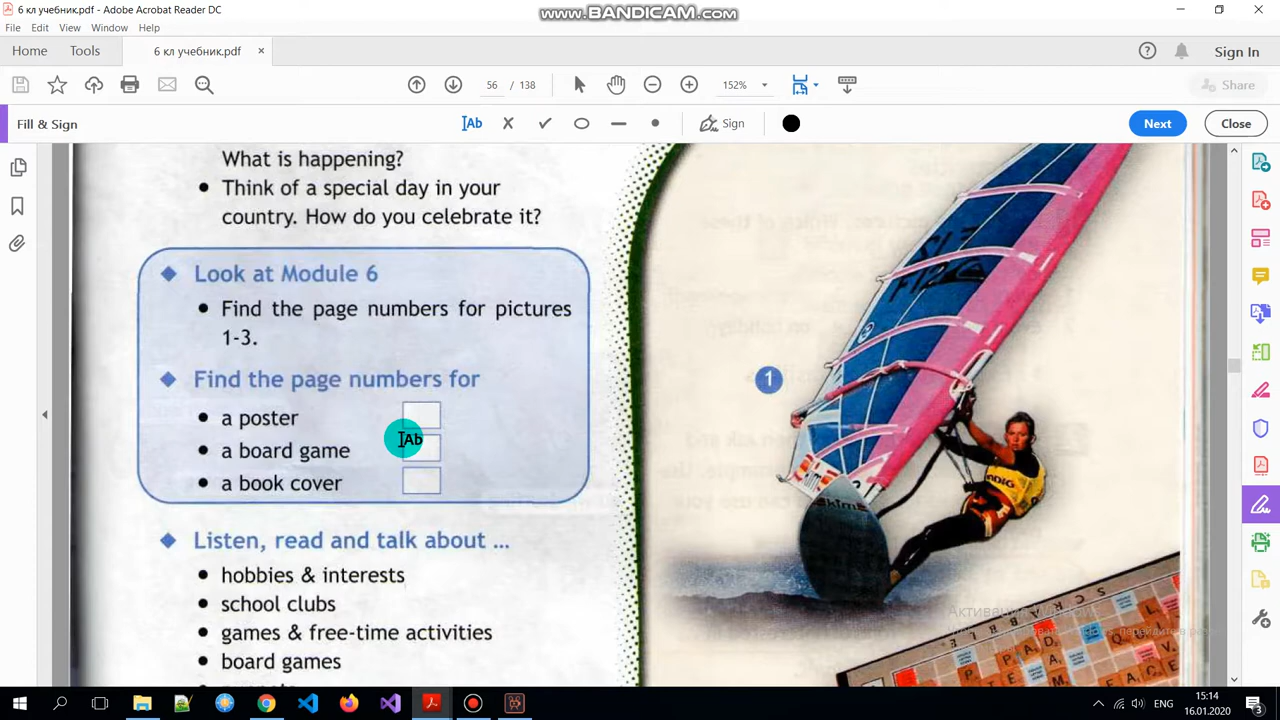 6 кл учебник.pdf - Adobe Acrobat Reader DC
www.BANDICAM.com
File Edit View Window Help
Home Tools 6 кл учебник.pdf × Sign In
56 / 138 152% Share
Fill & Sign Ab Sign Next Close
What is happening?
• Think of a special day in your
country. How do you celebrate it?
Look at Module 6
• Find the page numbers for pictures
1-3.
Find the page numbers for
• a poster
• a board game
• a book cover
Ab
Listen, read and talk about ...
• hobbies & interests
• school clubs
• games & free-time activities
• board games
1
ENG
15:14
16.01.2020
3